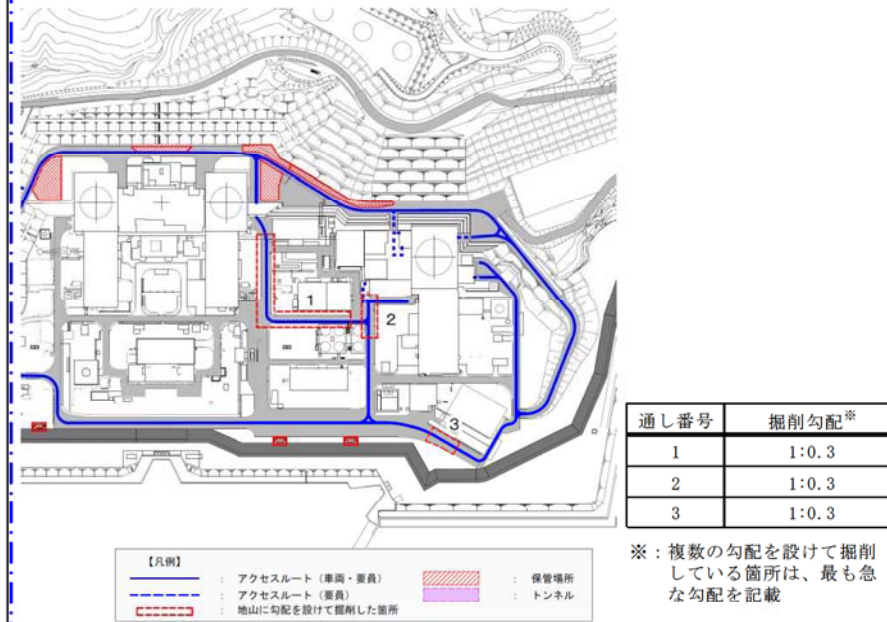 1
2
3
通し番号 掘削勾配※
1 1:0.3
2 1:0.3
3 1:0.3
※：複数の勾配を設けて掘削
している箇所は、最も急
な勾配を記載
【凡例】
： アクセスルート（車両・要員）
： アクセスルート（要員）
： 地山に勾配を設けて掘削した箇所
： 保管場所
： トンネル